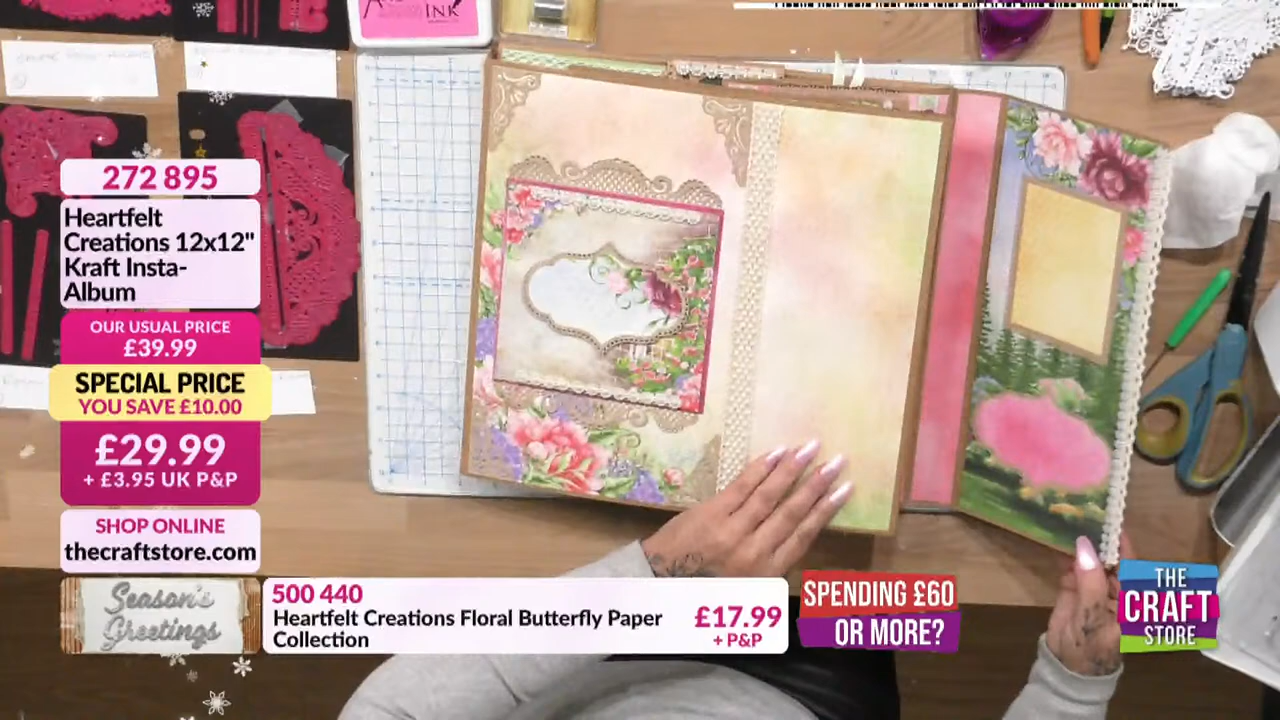 INK
272 895
Heartfelt
Creations 12x12"
Kraft Insta-
Album
OUR USUAL PRICE
£39.99
SPECIAL PRICE
YOU SAVE £10.00
£29.99
+ £3.95 UK P&P
SHOP ONLINE
thecraftstore.com
Season's
Greetings
500 440
Heartfelt Creations Floral Butterfly Paper
Collection
£17.99
+ P&P
SPENDING £60
OR MORE?
THE
CRAFT
STORE